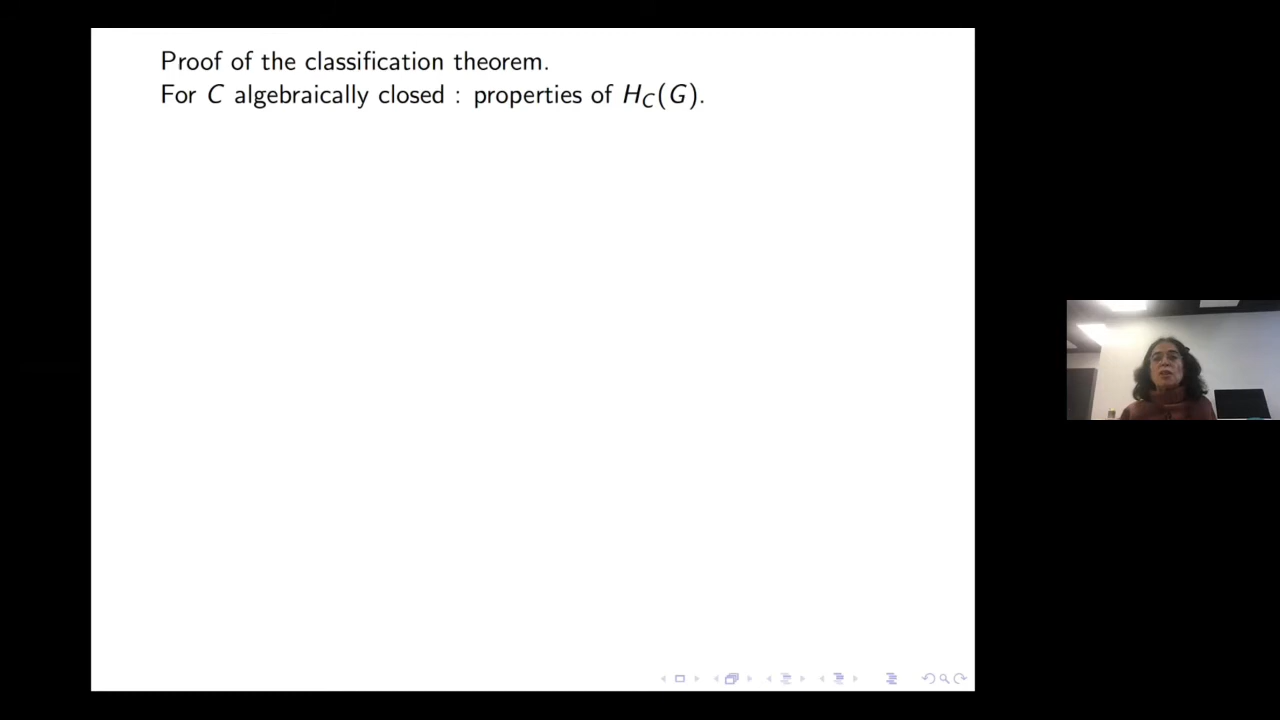 Proof of the classification theorem.
For C algebraically closed : properties of H_C(G).